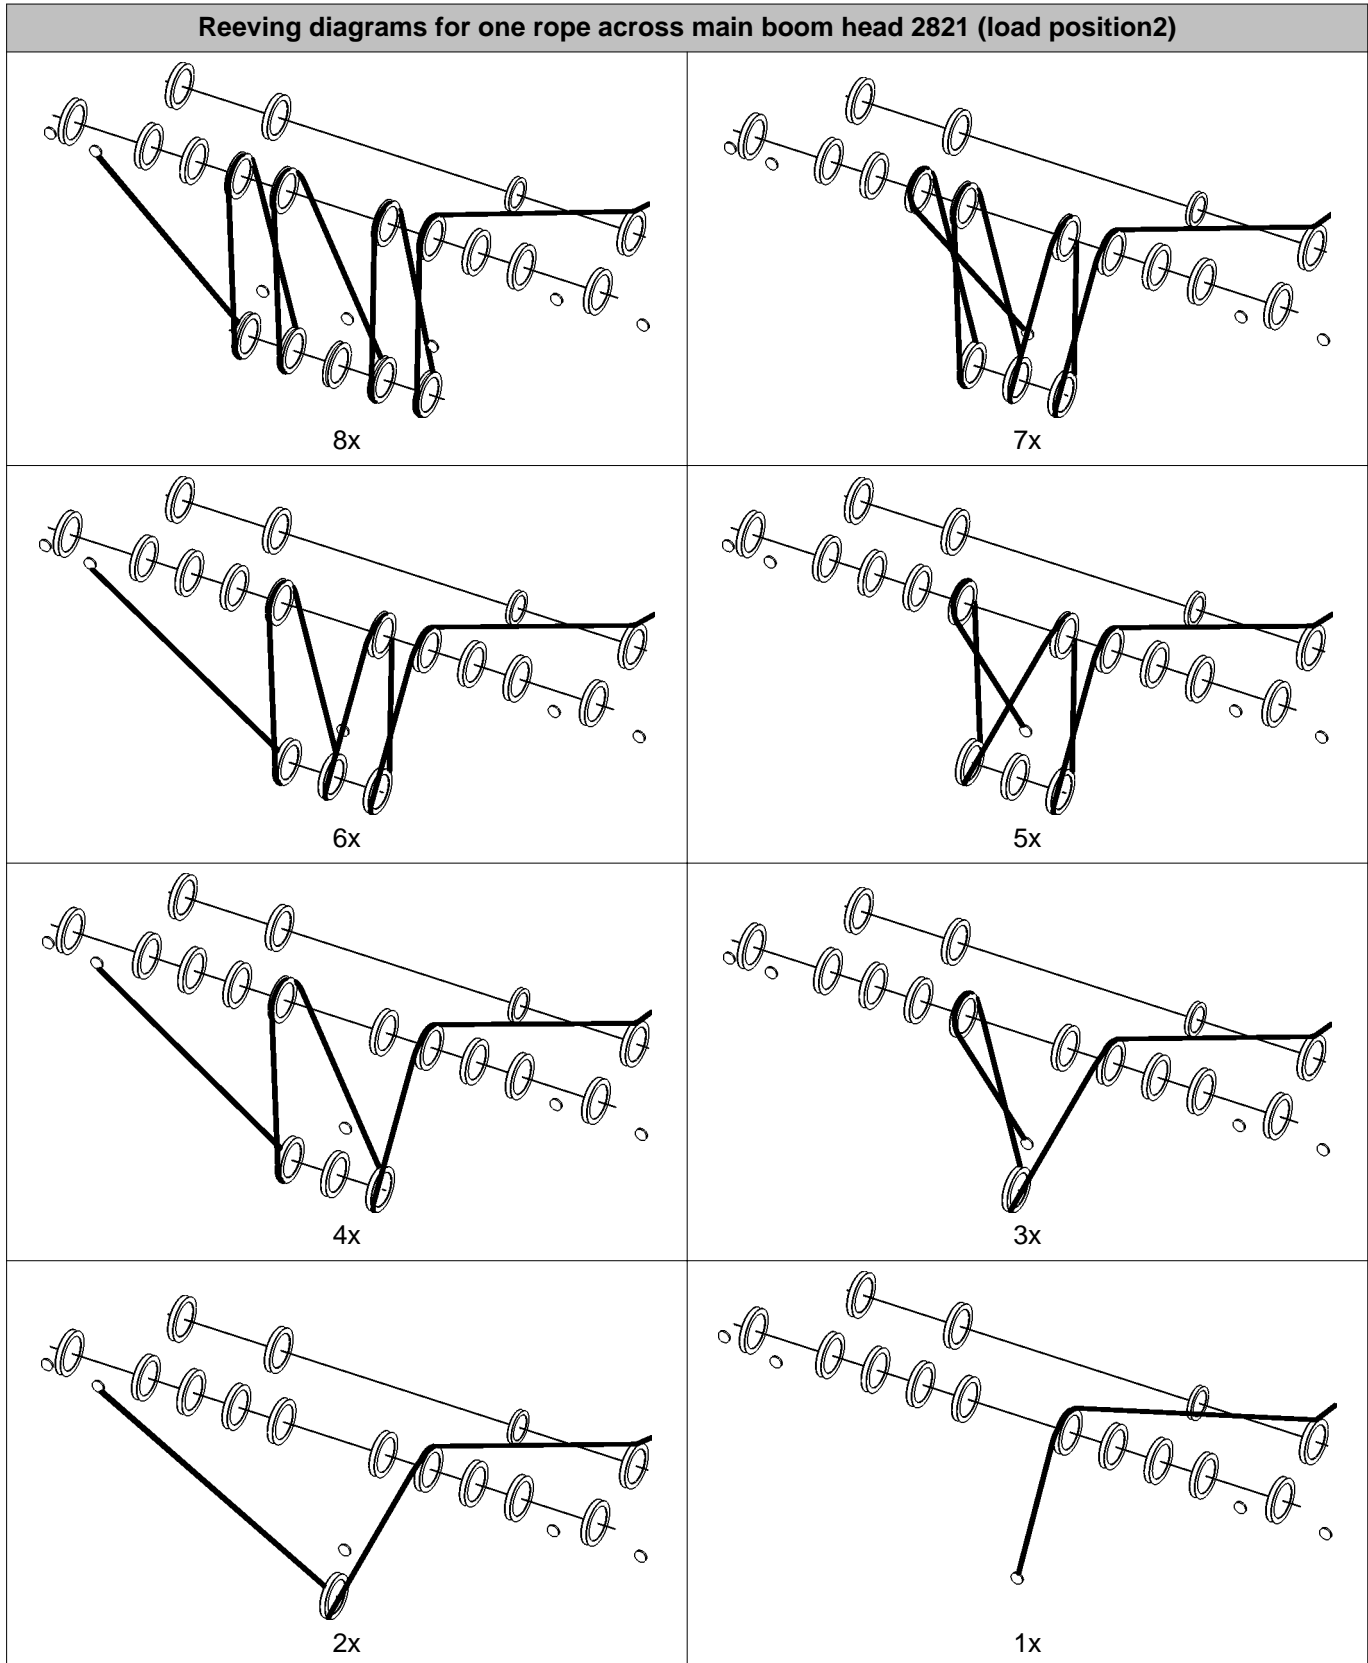 Reeving diagrams for one rope across main boom head 2821 (load position2)
8x
7x
6x
5x
4x
3x
2x
1x